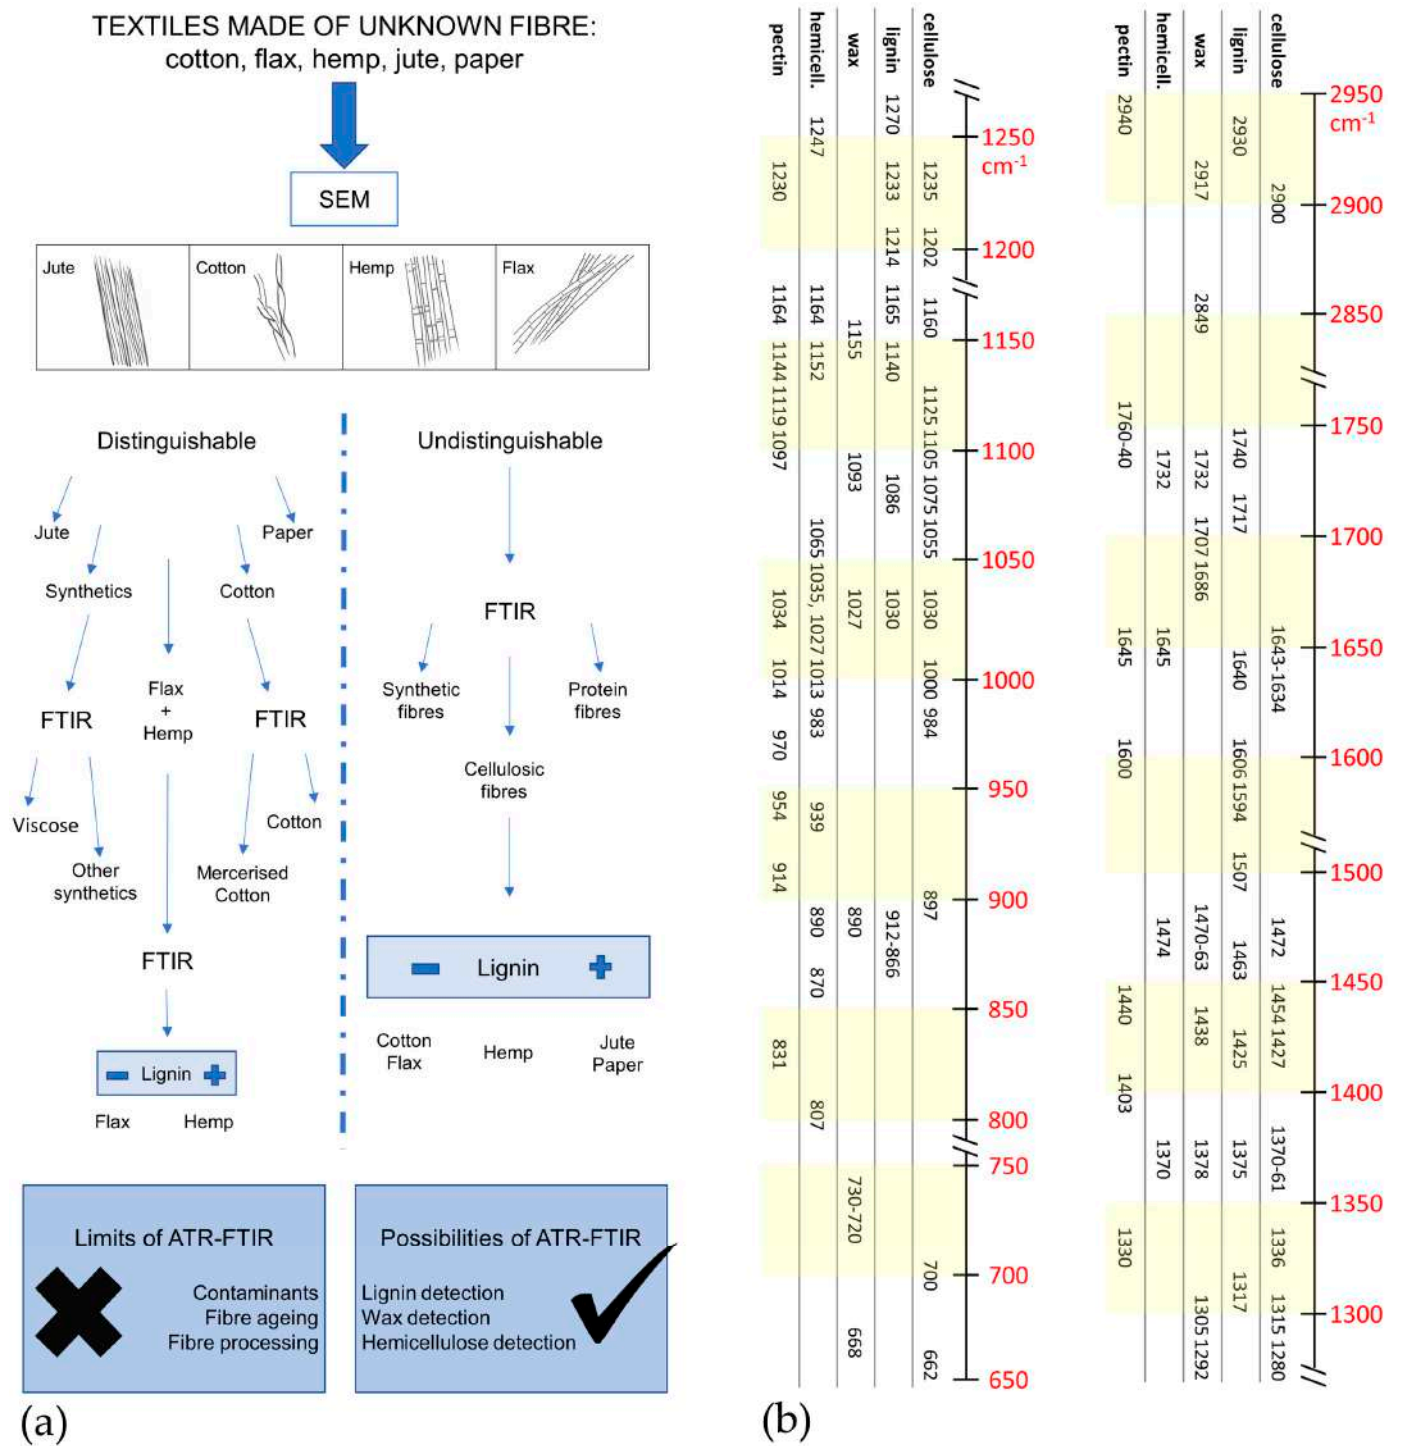 TEXTILES MADE OF UNKNOWN FIBRE:
cotton, flax, hemp, jute, paper
SEM
Jute
Cotton
Hemp
Flax
Distinguishable
Jute
Paper
Synthetics
Cotton
FTIR
Flax
+
Hemp
FTIR
Viscose
Cotton
Other
synthetics
Mercerised
Cotton
FTIR
Lignin
Flax
Hemp
Undistinguishable
FTIR
Synthetic
fibres
Protein
fibres
Cellulosic
fibres
Lignin
Cotton
Flax
Hemp
Jute
Paper
Limits of ATR-FTIR
Contaminants
Fibre ageing
Fibre processing
Possibilities of ATR-FTIR
Lignin detection
Wax detection
Hemicellulose detection
(a)
pectin 1230 1164 1144 1119 1097 1034 1014 970 954 914 831
hemicell. 1247 1164 1152 1065 1035, 1027 1013 983 939 890 870 807
wax 1155 1093 1027 890 730-720 668
lignin 1270 1233 1214 1165 1140 1086 1030 912-866
cellulose 1235 1202 1160 1125 1105 1075 1055 1030 1000 984 897 700 662
1250
cm-1
1200
1150
1100
1050
1000
950
900
850
800
750
700
650
pectin 2940 1760-40 1645 1600 1440 1403 1330
hemicell. 1732 1645 1474 1370
wax 2917 2849 1732 1707 1686 1470-63 1438 1378 1305 1292
lignin 2930 1740 1717 1640 1606 1594 1507 1463 1425 1375 1317
cellulose 2900 1643-1634 1472 1454 1427 1370-61 1336 1315 1280
2950
cm-1
2900
2850
1750
1700
1650
1600
1500
1450
1400
1350
1300
(b)